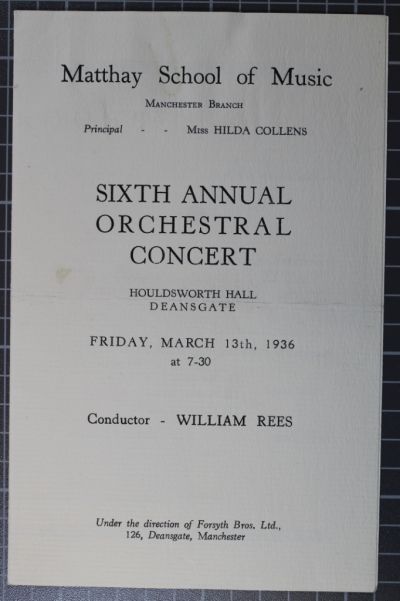 Matthay School of Music
Manchester Branch
Principal - - Miss HILDA COLLENS
SIXTH ANNUAL
ORCHESTRAL
CONCERT
HOULDSWORTH HALL
DEANSGATE
FRIDAY, MARCH 13th, 1936
at 7-30
Conductor - WILLIAM REES
Under the direction of Forsyth Bros. Ltd.,
126, Deansgate, Manchester